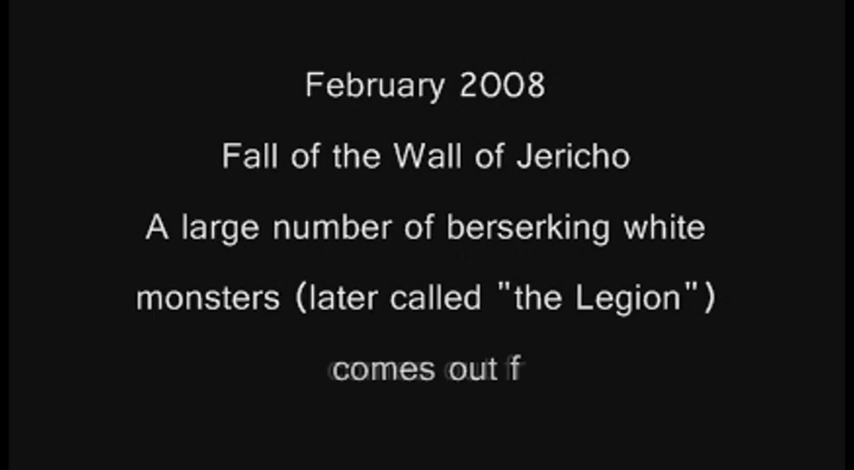 February 2008
Fall of the Wall of Jericho
A large number of berserking white
monsters (later called "the Legion")
comes out f